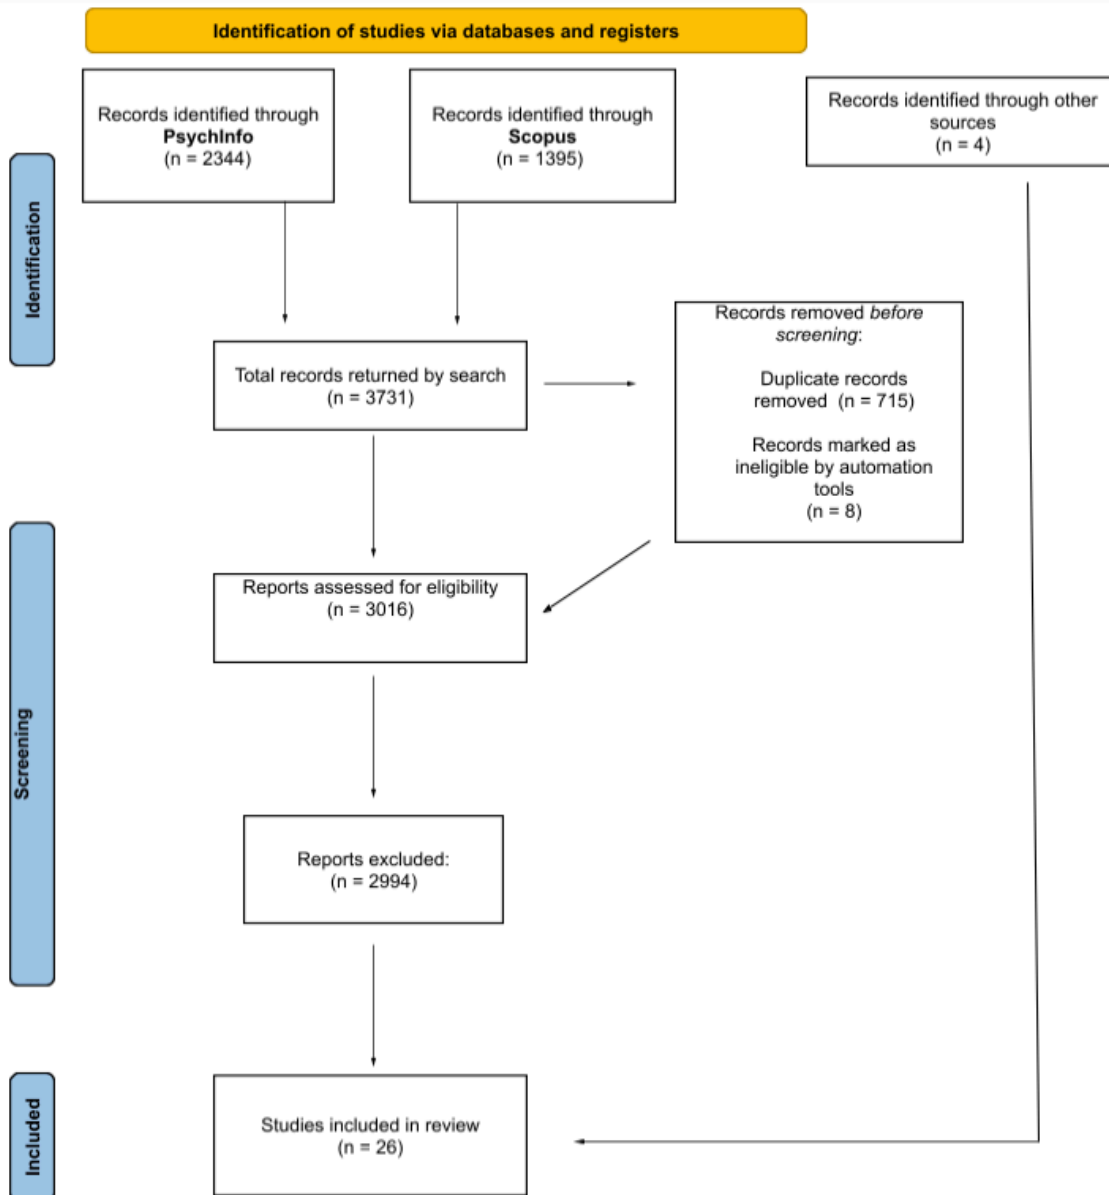 Identification of studies via databases and registers
Records identified through
PsychInfo
(n = 2344)
Records identified through
Scopus
(n = 1395)
Records identified through other
sources
(n = 4)
Identification
Total records returned by search
(n = 3731)
Records removed before
screening:
Duplicate records
removed (n = 715)
Records marked as
ineligible by automation
tools
(n = 8)
Screening
Reports assessed for eligibility
(n = 3016)
Reports excluded:
(n = 2994)
Included
Studies included in review
(n = 26)